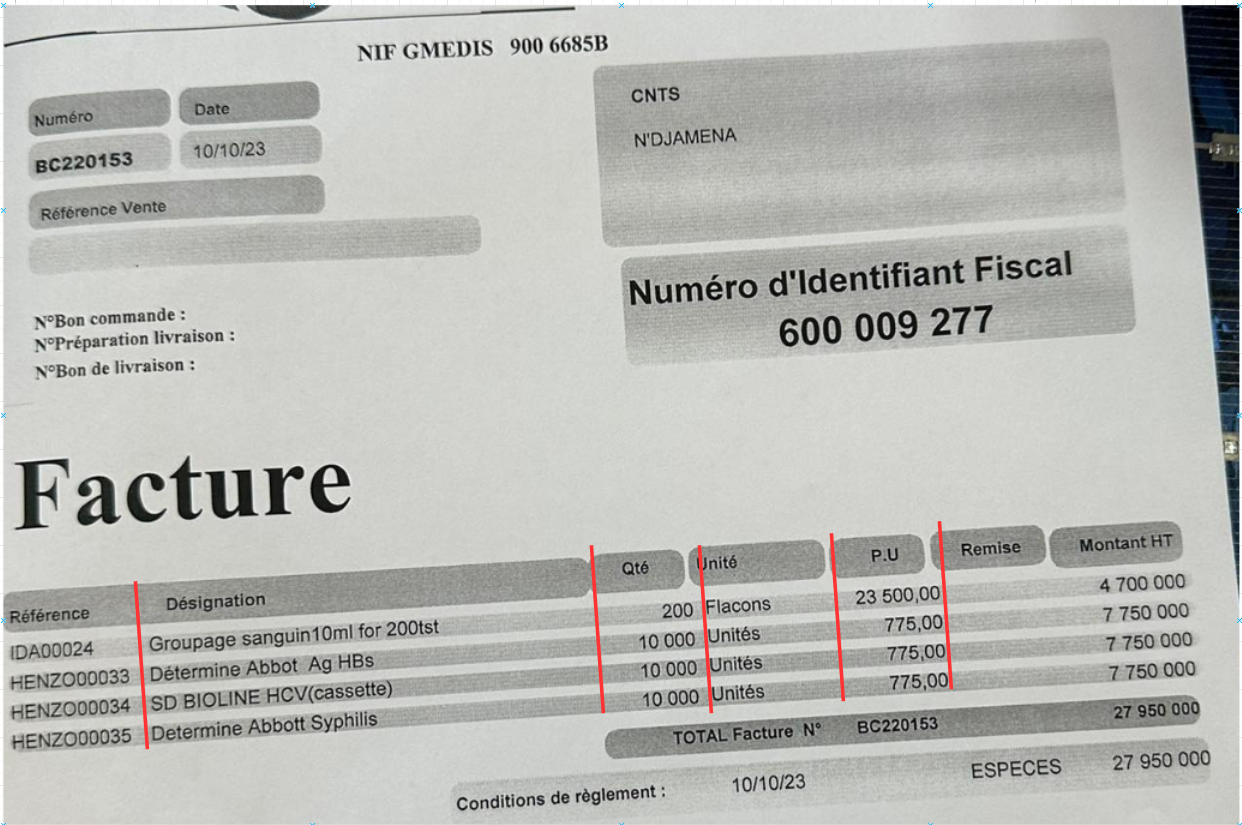 NIF GMEDIS 900 6685B
Numéro Date
BC220153 10/10/23
Référence Vente
CNTS
N'DJAMENA
Numéro d'Identifiant Fiscal
600 009 277
N°Bon commande :
N°Préparation livraison :
N°Bon de livraison :
Facture
Référence Désignation Qté Unité P.U Remise Montant HT
IDA00024 Groupage sanguin10ml for 200tst 200 Flacons 23 500,00 4 700 000
HENZO00033 Détermine Abbot Ag HBs 10 000 Unités 775,00 7 750 000
HENZO00034 SD BIOLINE HCV(cassette) 10 000 Unités 775,00 7 750 000
HENZO00035 Determine Abbott Syphilis 10 000 Unités 775,00 7 750 000
TOTAL Facture N° BC220153 27 950 000
Conditions de règlement : 10/10/23 ESPECES 27 950 000